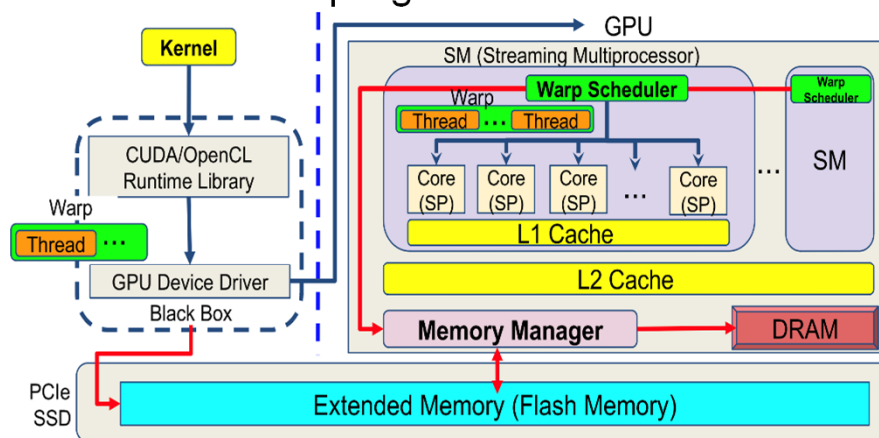 GPU
Kernel
CUDA/OpenCL
Runtime Library
Warp
Thread ...
GPU Device Driver
Black Box
SM (Streaming Multiprocessor)
Warp Scheduler
Warp
Thread ... Thread
Core
(SP)
Core
(SP)
Core
(SP)
...
Core
(SP)
L1 Cache
...
Warp
Scheduler
SM
L2 Cache
Memory Manager
DRAM
PCIe
SSD
Extended Memory (Flash Memory)